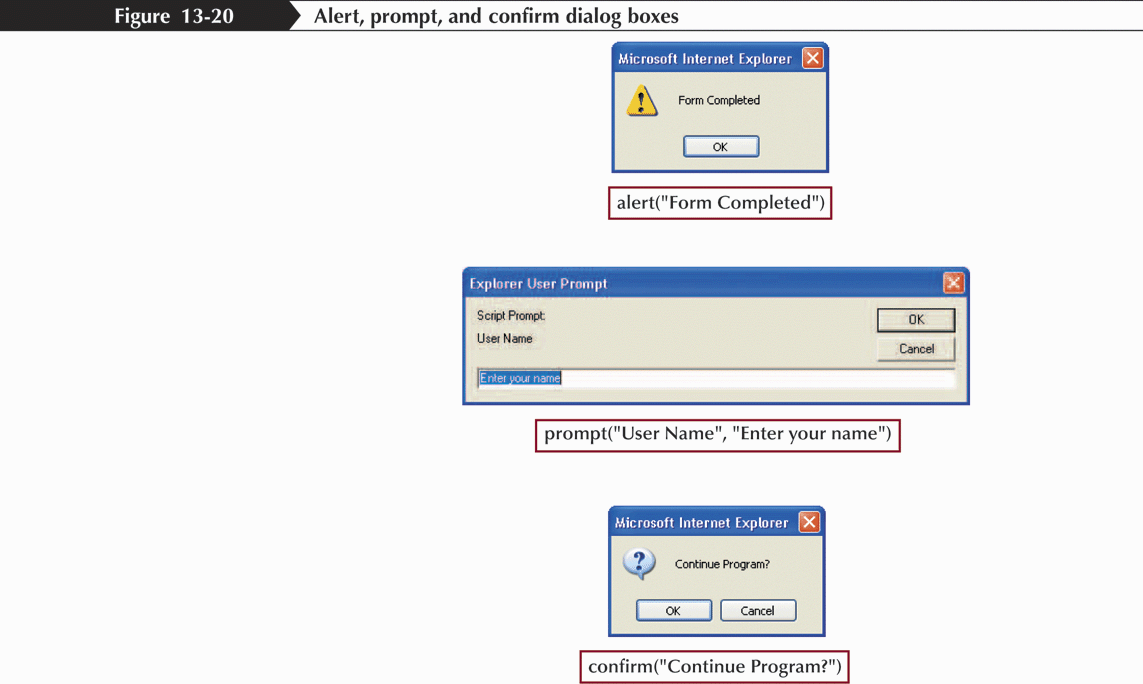 Figure 13-20 Alert, prompt, and confirm dialog boxes
Microsoft Internet Explorer
Form Completed
OK
alert("Form Completed")
Explorer User Prompt
Script Prompt:
OK
User Name
Cancel
Enter your name
prompt("User Name", "Enter your name")
Microsoft Internet Explorer
Continue Program?
OK Cancel
confirm("Continue Program?")